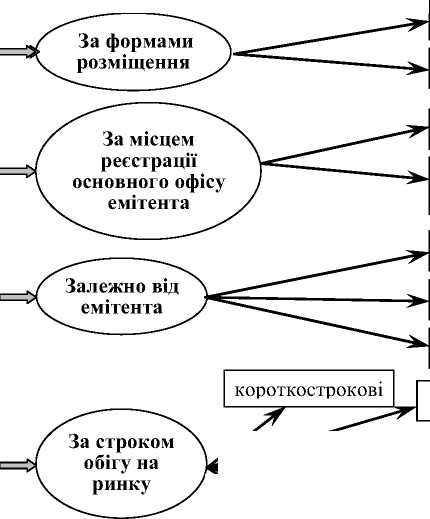 За формами
розміщення
За місцем
реєстрації
основного офісу
емітента
Залежно від
емітента
короткострокові
За строком
обігу на
ринку